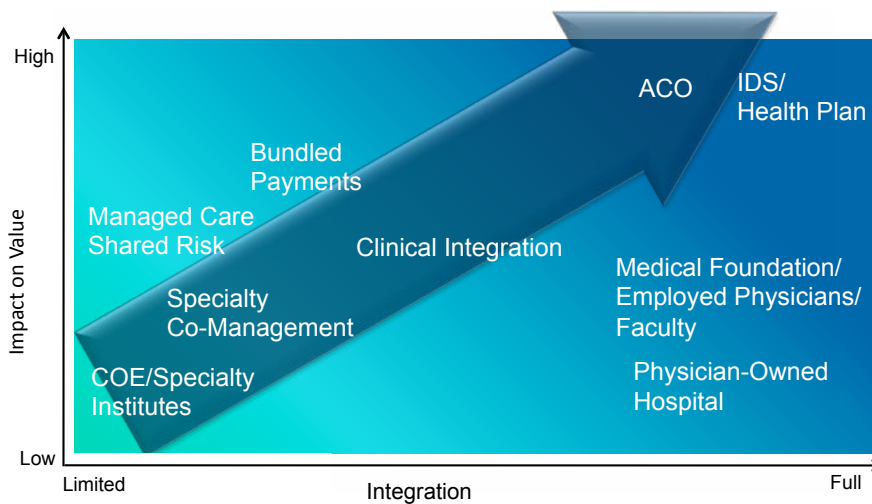 High
ACO
IDS/
Health Plan
Bundled
Payments
Managed Care
Shared Risk
Clinical Integration
Medical Foundation/
Employed Physicians/
Faculty
Specialty
Co-Management
COE/Specialty
Institutes
Physician-Owned
Hospital
Impact on Value
Low
Limited
Integration
Full